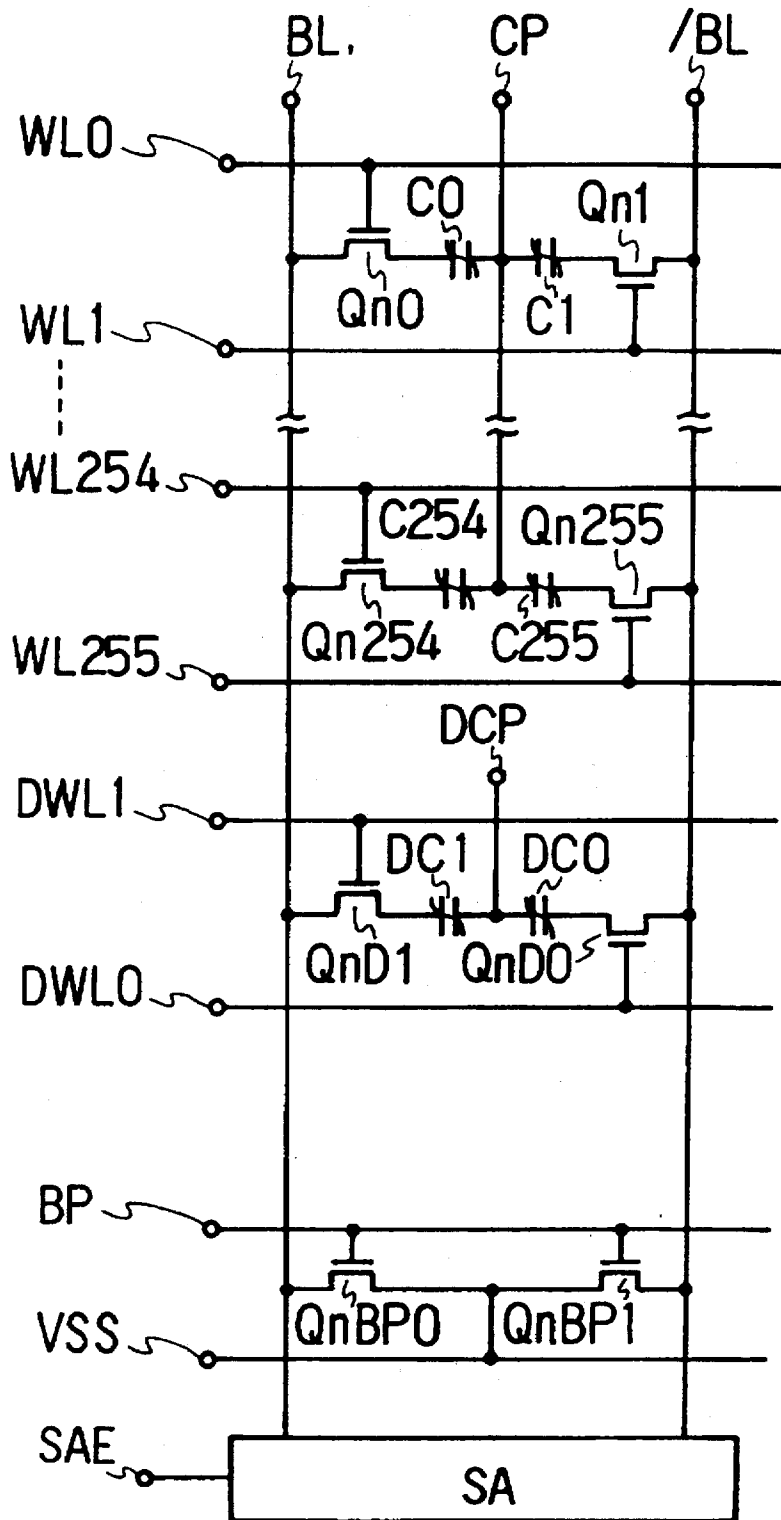 BL. CP /BL
WL0
C0 Qn1
Qn0 C1
WL1
WL254
C254 Qn255
Qn254 C255
WL255
DCP
DWL1
DC1 DC0
QnD1 QnD0
DWL0
BP
QnBP0 QnBP1
VSS
SAE
SA